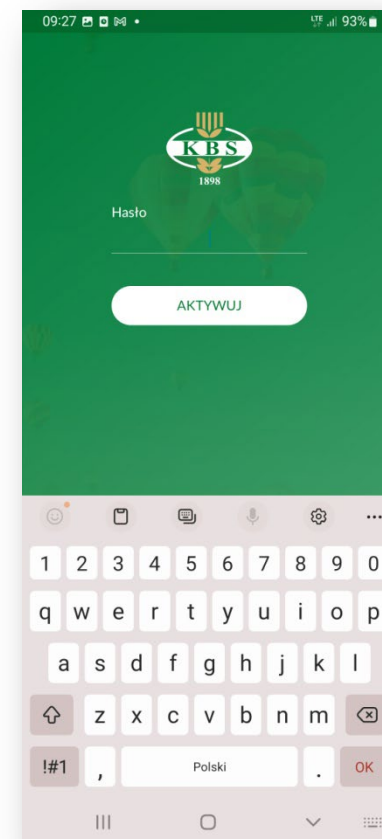 09:27 LTE 93%
KBS
1898
Hasło
AKTYWUJ
1 2 3 4 5 6 7 8 9 0
q w e r t y u i o p
a s d f g h j k l
z x c v b n m
!#1 , Polski . OK